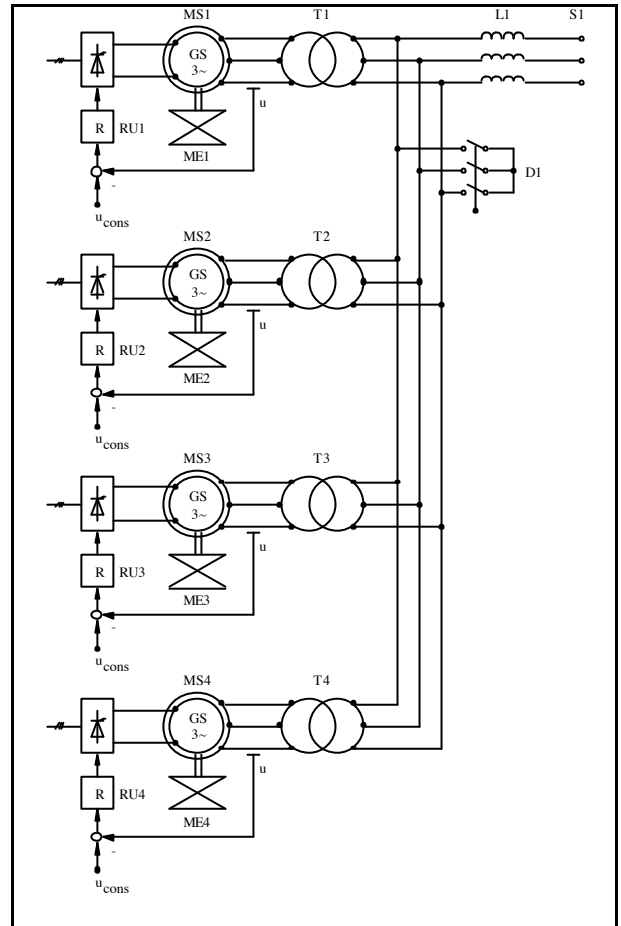 MS1 T1 L1 S1
GS
3~
u
R RU1
ME1
D1
-
u cons
MS2 T2
GS
3~
u
R RU2
ME2
-
u cons
MS3 T3
GS
3~
u
R RU3
ME3
-
u cons
MS4 T4
GS
3~
u
R RU4
ME4
-
u cons